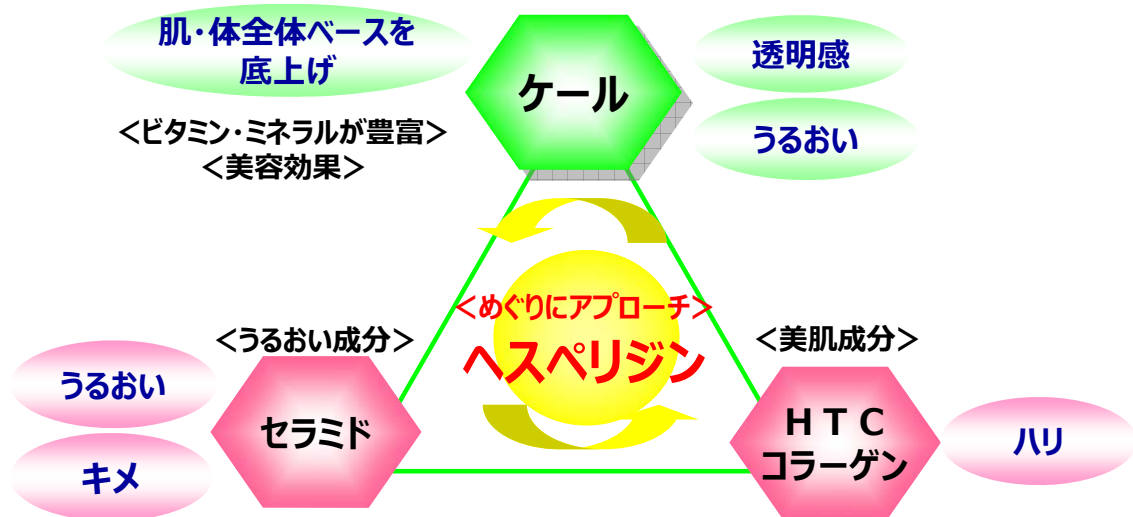 肌・体全体ベースを
底上げ
ケール
透明感
うるおい
<ビタミン・ミネラルが豊富>
<美容効果>
<めぐりにアプローチ>
ヘスペリジン
<うるおい成分>
<美肌成分>
うるおい
キメ
セラミド
ＨＴＣ
コラーゲン
ハリ